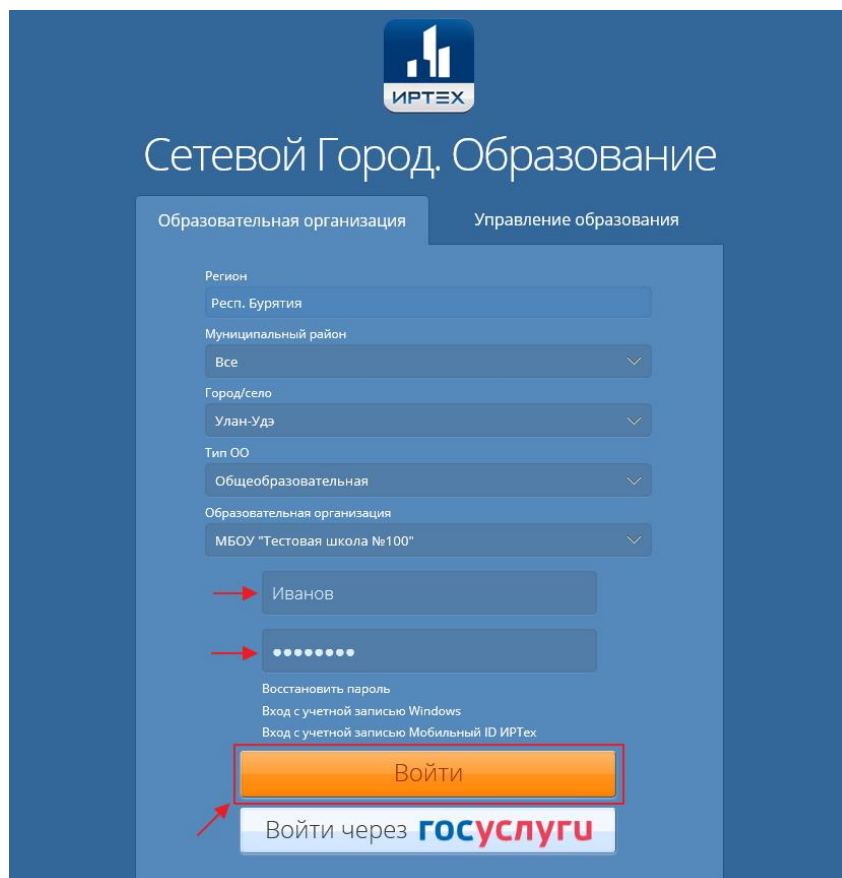 ИРТЕХ
Сетевой Город. Образование
Образовательная организация
Управление образования
Регион
Респ. Бурятия
Муниципальный район
Все
Город/село
Улан-Удэ
Тип ОО
Общеобразовательная
Образовательная организация
МБОУ "Тестовая школа №100"
Иванов
Восстановить пароль
Вход с учетной записью Windows
Вход с учетной записью Мобильный ID ИРТех
Войти
Войти через госуслуги